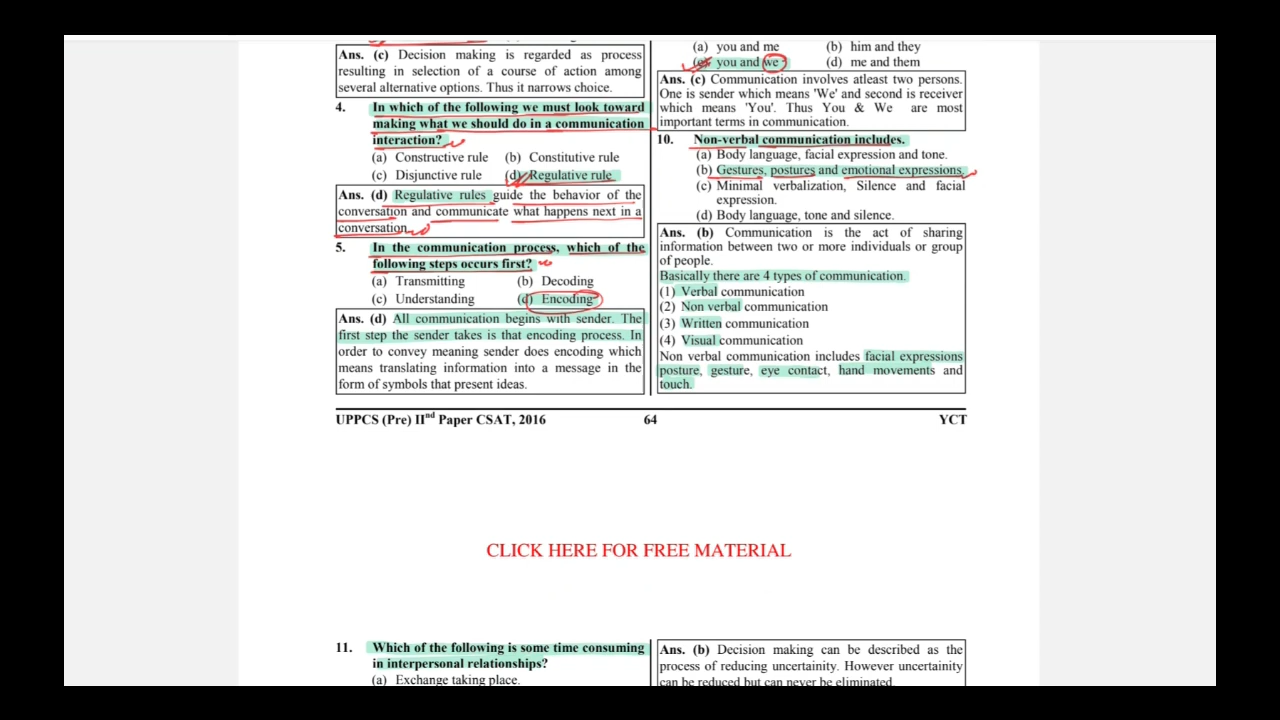 Ans. (c) Decision making is regarded as process
resulting in selection of a course of action among
several alternative options. Thus it narrows choice.
4. In which of the following we must look toward
making what we should do in a communication
interaction?
(a) Constructive rule (b) Constitutive rule
(c) Disjunctive rule (d) Regulative rule
Ans. (d) Regulative rules guide the behavior of the
conversation and communicate what happens next in a
conversation
5. In the communication process, which of the
following steps occurs first?
(a) Transmitting (b) Decoding
(c) Understanding (d) Encoding
Ans. (d) All communication begins with sender. The
first step the sender takes is that encoding process. In
order to convey meaning sender does encoding which
means translating information into a message in the
form of symbols that present ideas.
(a) you and me (b) him and they
(c) you and we (d) me and them
Ans. (c) Communication involves atleast two persons.
One is sender which means 'We' and second is receiver
which means 'You'. Thus You & We are most
important terms in communication.
10. Non-verbal communication includes.
(a) Body language, facial expression and tone.
(b) Gestures, postures and emotional expressions.
(c) Minimal verbalization, Silence and facial
expression.
(d) Body language, tone and silence.
Ans. (b) Communication is the act of sharing
information between two or more individuals or group
of people.
Basically there are 4 types of communication.
(1) Verbal communication
(2) Non verbal communication
(3) Written communication
(4) Visual communication
Non verbal communication includes facial expressions
posture, gesture, eye contact, hand movements and
touch.
UPPCS (Pre) IInd Paper CSAT, 2016 64 YCT
CLICK HERE FOR FREE MATERIAL
11. Which of the following is some time consuming
in interpersonal relationships?
(a) Exchange taking place.
Ans. (b) Decision making can be described as the
process of reducing uncertainity. However uncertainity
can be reduced but can never be eliminated.